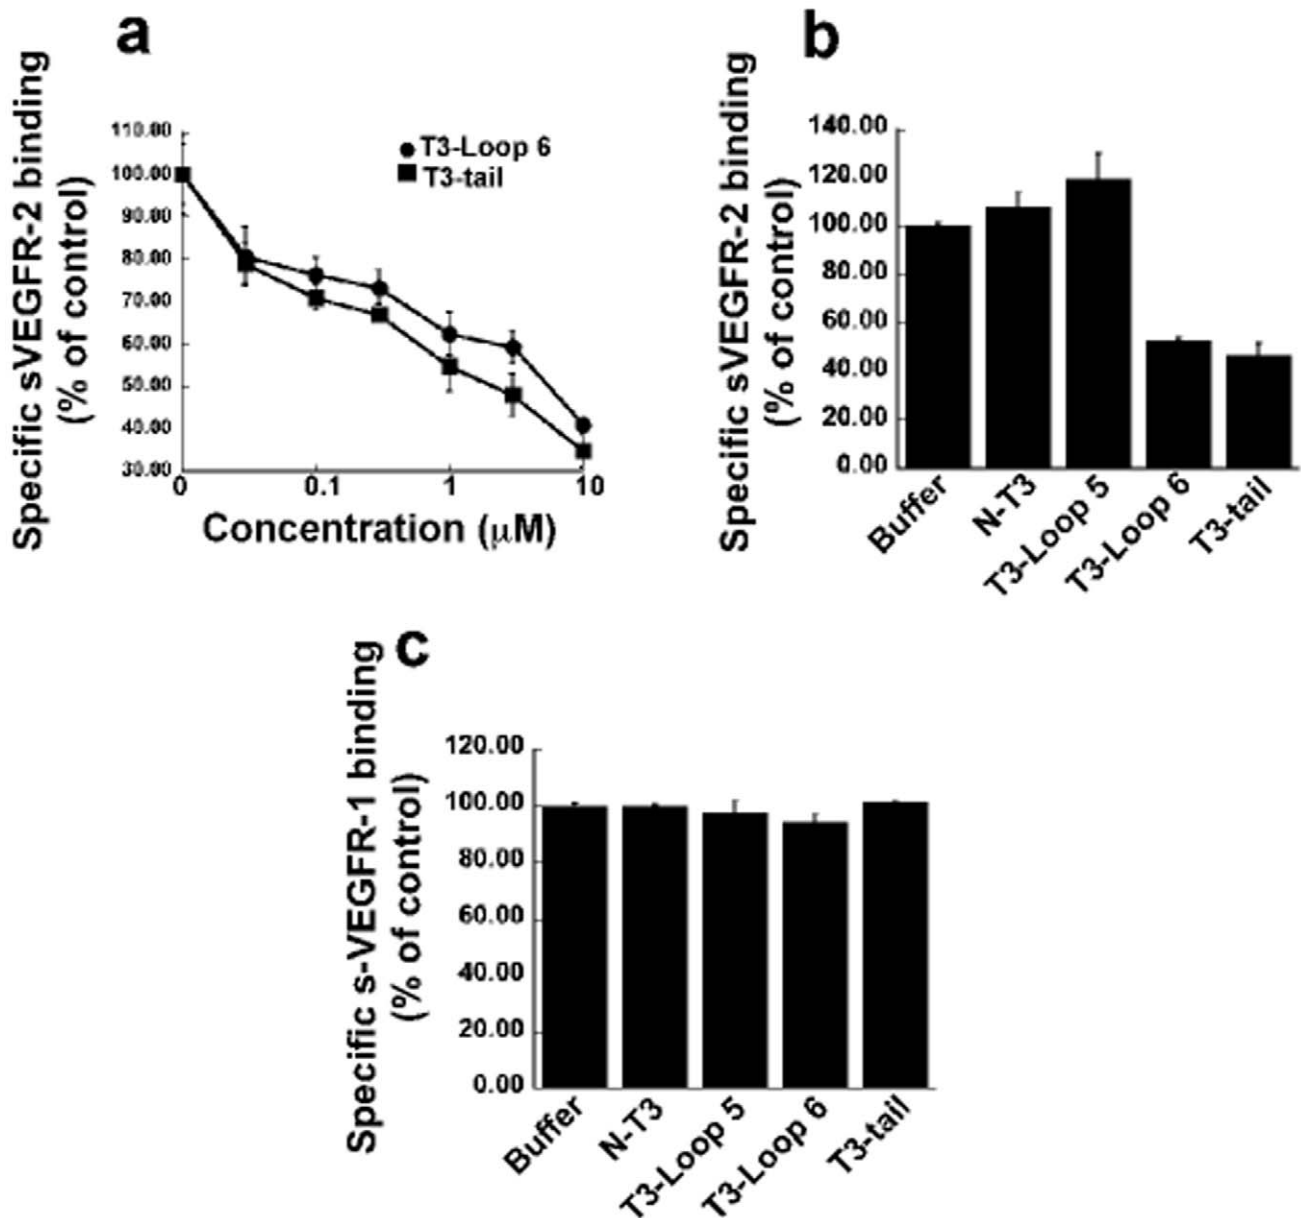 a
Specific sVEGFR-2 binding
(% of control)
110.00
100.00
90.00
80.00
70.00
60.00
50.00
40.00
30.00
T3-Loop 6
T3-tail
0 0.1 1 10
Concentration (μM)
b
Specific sVEGFR-2 binding
(% of control)
140.00
120.00
100.00
80.00
60.00
40.00
20.00
0.00
Buffer
N-T3
T3-Loop 5
T3-Loop 6
T3-tail
c
Specific s-VEGFR-1 binding
(% of control)
120.00
100.00
80.00
60.00
40.00
20.00
0.00
Buffer
N-T3
T3-Loop 5
T3-Loop 6
T3-tail